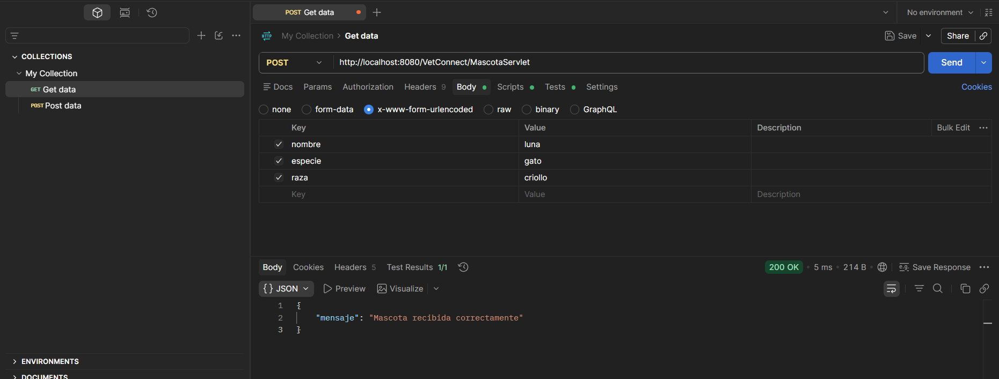 POST Get data
No environment
My Collection > Get data
Save
Share
COLLECTIONS
My Collection
GET Get data
POST Post data
POST
http://localhost:8080/VetConnect/MascotaServlet
Send
Docs Params Authorization Headers 9 Body Scripts Tests Settings
Cookies
none form-data x-www-form-urlencoded raw binary GraphQL
Key Value Description Bulk Edit
nombre luna
especie gato
raza criollo
Key Value Description
Body Cookies Headers 5 Test Results 1/1
200 OK 5 ms 214 B e.g. Save Response
{} JSON Preview Visualize
1 {
2 "mensaje": "Mascota recibida correctamente"
3 }
ENVIRONMENTS
DOCUMENTS